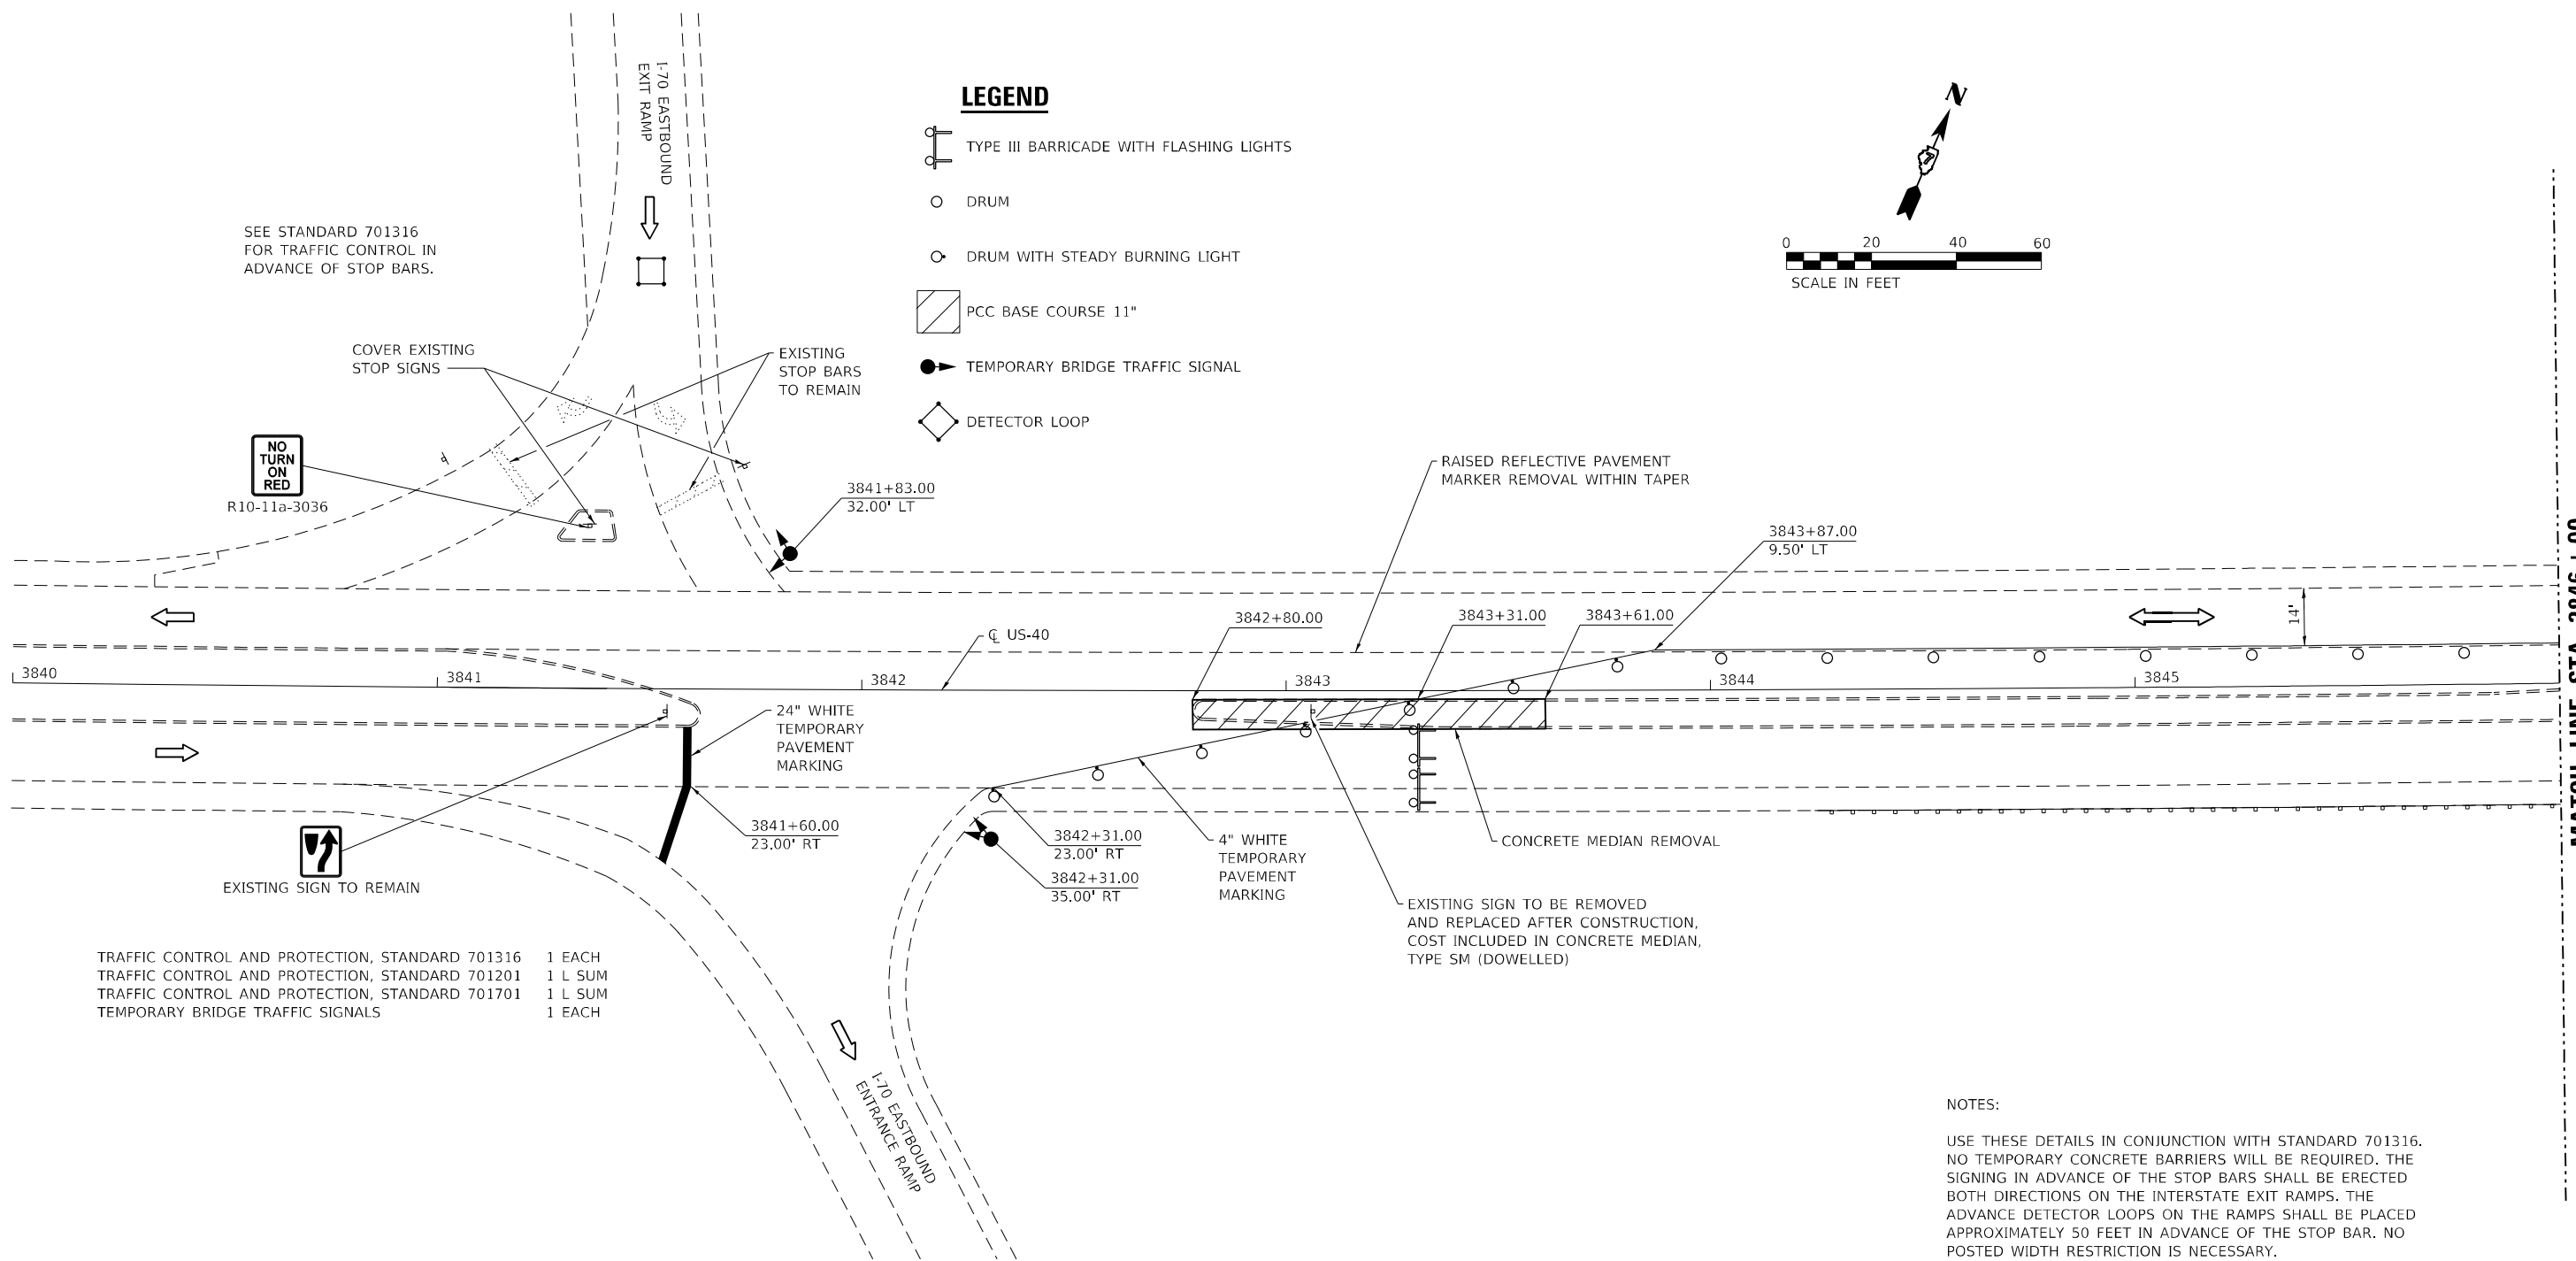 I-70 EASTBOUND
EXIT RAMP
LEGEND
TYPE III BARRICADE WITH FLASHING LIGHTS
DRUM
DRUM WITH STEADY BURNING LIGHT
PCC BASE COURSE 11"
TEMPORARY BRIDGE TRAFFIC SIGNAL
DETECTOR LOOP
N
7
0 20 40 60
SCALE IN FEET
SEE STANDARD 701316
FOR TRAFFIC CONTROL IN
ADVANCE OF STOP BARS.
COVER EXISTING
STOP SIGNS
EXISTING
STOP BARS
TO REMAIN
NO
TURN
ON
RED
R10-11a-3036
3841+83.00
32.00' LT
RAISED REFLECTIVE PAVEMENT
MARKER REMOVAL WITHIN TAPER
3843+87.00
9.50' LT
3842+80.00
3843+31.00
3843+61.00
14'
℄ US-40
3840
3841
3842
3843
3844
3845
24" WHITE
TEMPORARY
PAVEMENT
MARKING
3841+60.00
23.00' RT
3842+31.00
23.00' RT
3842+31.00
35.00' RT
4" WHITE
TEMPORARY
PAVEMENT
MARKING
CONCRETE MEDIAN REMOVAL
EXISTING SIGN TO BE REMOVED
AND REPLACED AFTER CONSTRUCTION,
COST INCLUDED IN CONCRETE MEDIAN,
TYPE SM (DOWELLED)
EXISTING SIGN TO REMAIN
TRAFFIC CONTROL AND PROTECTION, STANDARD 701316 1 EACH
TRAFFIC CONTROL AND PROTECTION, STANDARD 701201 1 L SUM
TRAFFIC CONTROL AND PROTECTION, STANDARD 701701 1 L SUM
TEMPORARY BRIDGE TRAFFIC SIGNALS 1 EACH
I-70 EASTBOUND
ENTRANCE RAMP
NOTES:
USE THESE DETAILS IN CONJUNCTION WITH STANDARD 701316.
NO TEMPORARY CONCRETE BARRIERS WILL BE REQUIRED. THE
SIGNING IN ADVANCE OF THE STOP BARS SHALL BE ERECTED
BOTH DIRECTIONS ON THE INTERSTATE EXIT RAMPS. THE
ADVANCE DETECTOR LOOPS ON THE RAMPS SHALL BE PLACED
APPROXIMATELY 50 FEET IN ADVANCE OF THE STOP BAR. NO
POSTED WIDTH RESTRICTION IS NECESSARY.